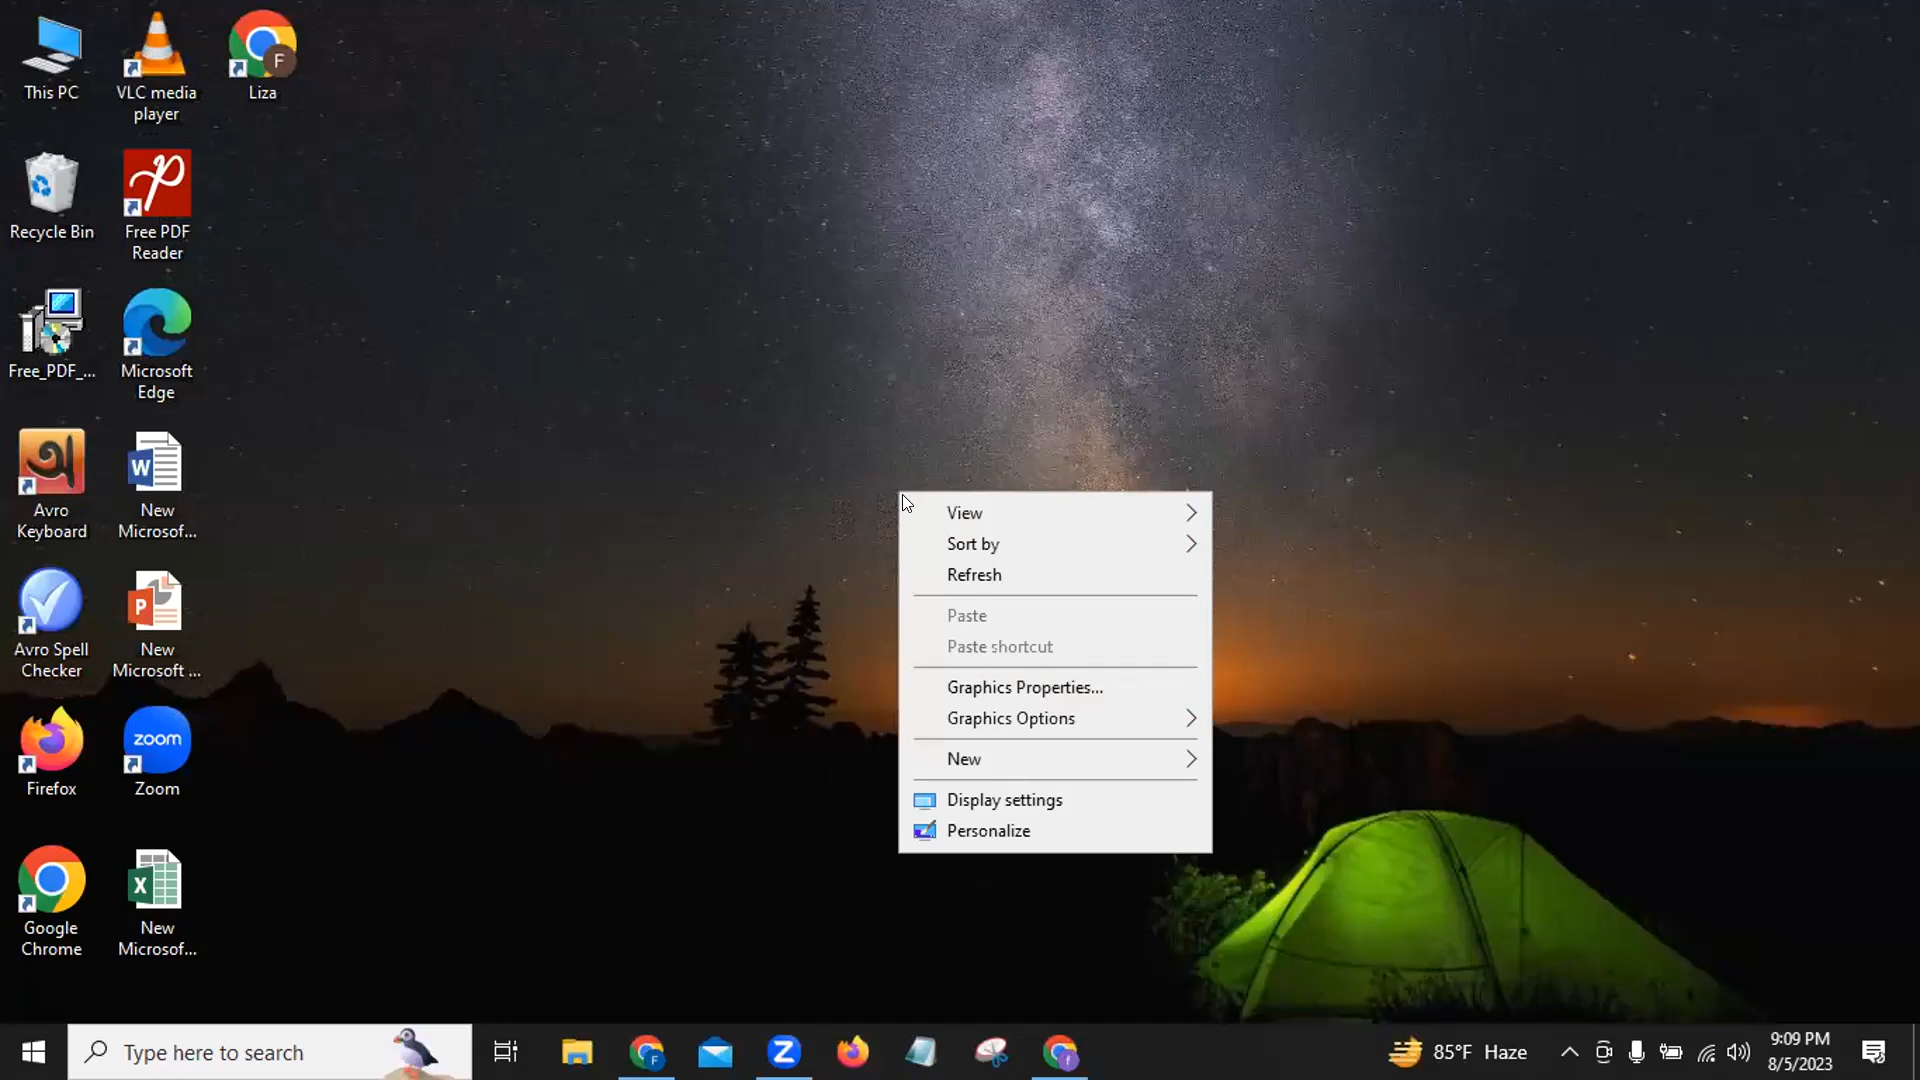 This PC
VLC media
player
F
Liza
Recycle Bin
Free PDF
Reader
Free_PDF_...
Microsoft
Edge
অ
Avro
Keyboard
W
New
Microsof...
Avro Spell
Checker
P
New
Microsoft ...
Firefox
zoom
Zoom
Google
Chrome
X
New
Microsof...
View
Sort by
Refresh
Paste
Paste shortcut
Graphics Properties...
Graphics Options
New
Display settings
Personalize
Type here to search
F
Z
f
85°F Haze
9:09 PM
8/5/2023